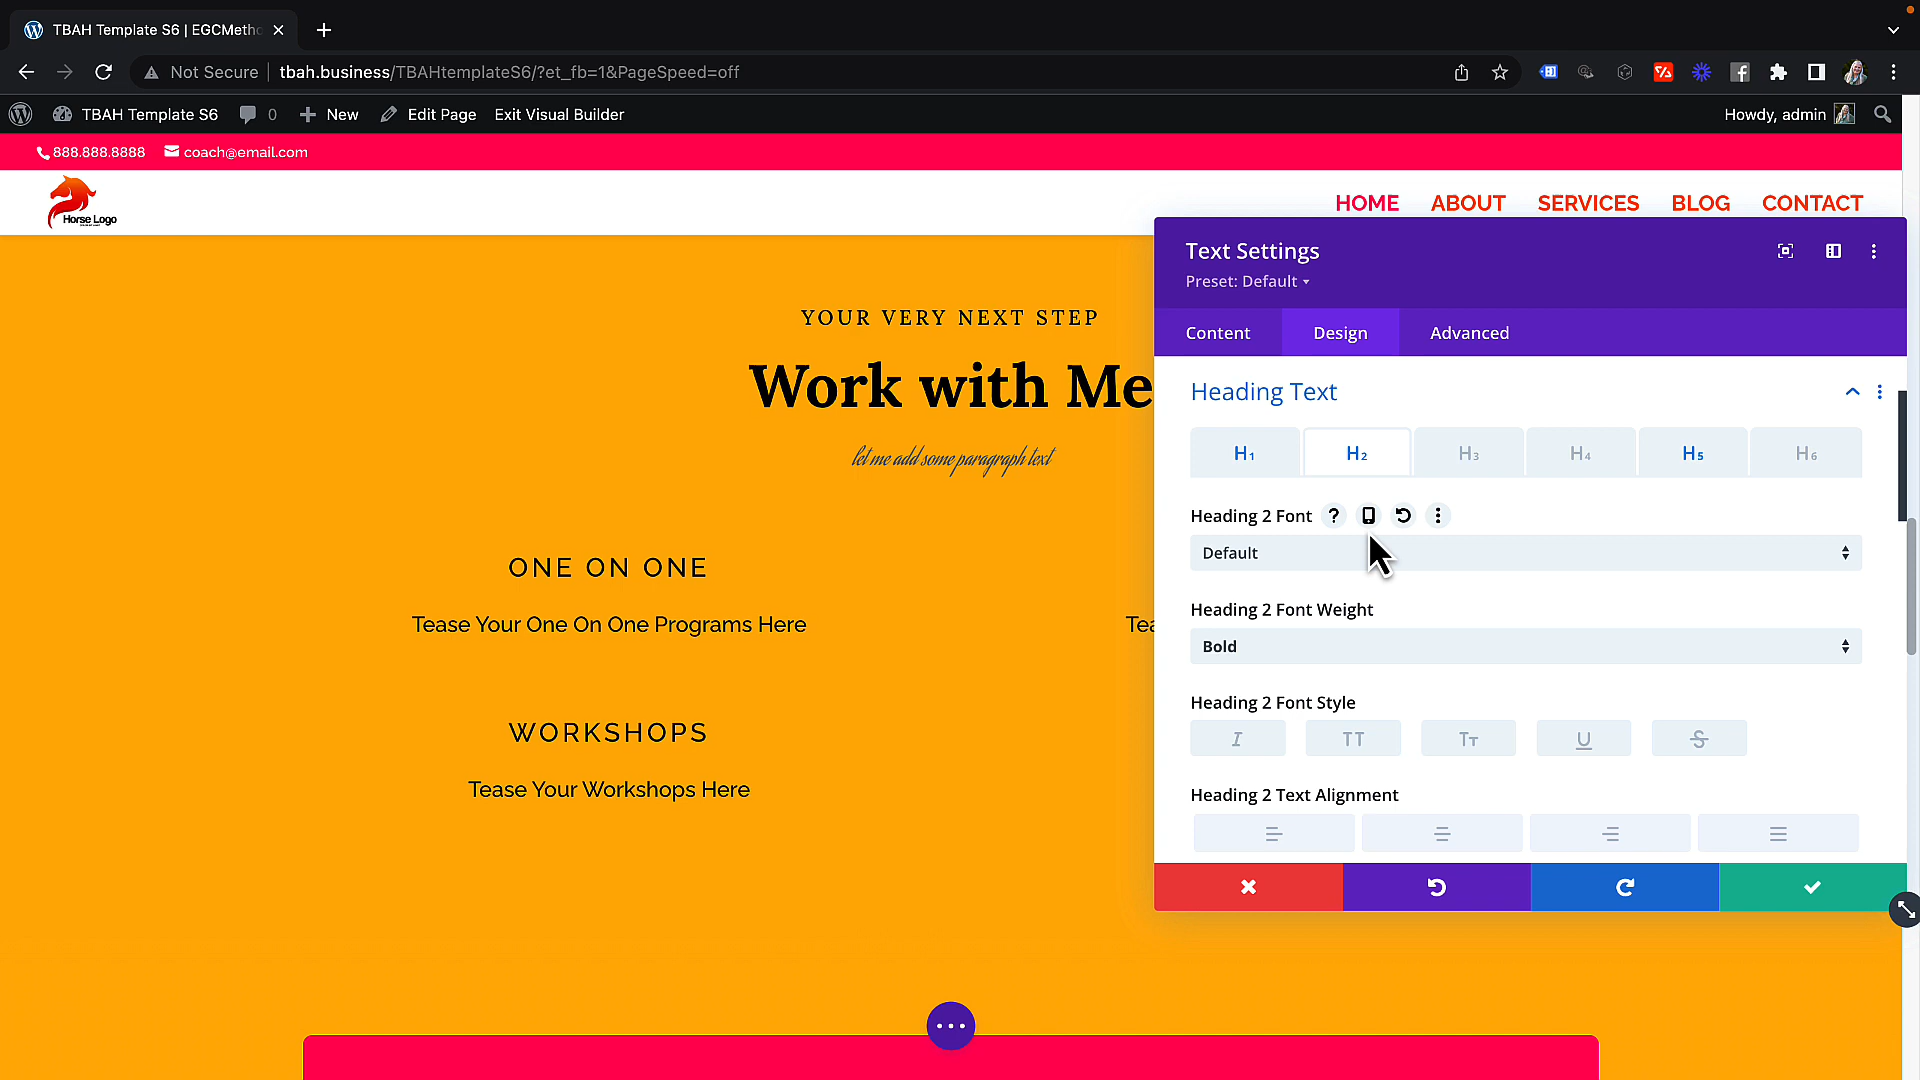 TBAH Template S6 | EGCMetho
Not Secure
tbah.business/TBAHtemplateS6/?et_fb=1&PageSpeed=off
TBAH Template S6
0
New
Edit Page
Exit Visual Builder
Howdy, admin
888.888.8888
coach@email.com
Horse Logo
HOME
ABOUT
SERVICES
BLOG
CONTACT
YOUR VERY NEXT STEP
Work with Me
let me add some paragraph text
ONE ON ONE
Tease Your One On One Programs Here
Tea
WORKSHOPS
Tease Your Workshops Here
Text Settings
Preset: Default
Content
Design
Advanced
Heading Text
H1
H2
H3
H4
H5
H6
Heading 2 Font
?
Default
Heading 2 Font Weight
Bold
Heading 2 Font Style
I
TT
Tт
U
S
Heading 2 Text Alignment